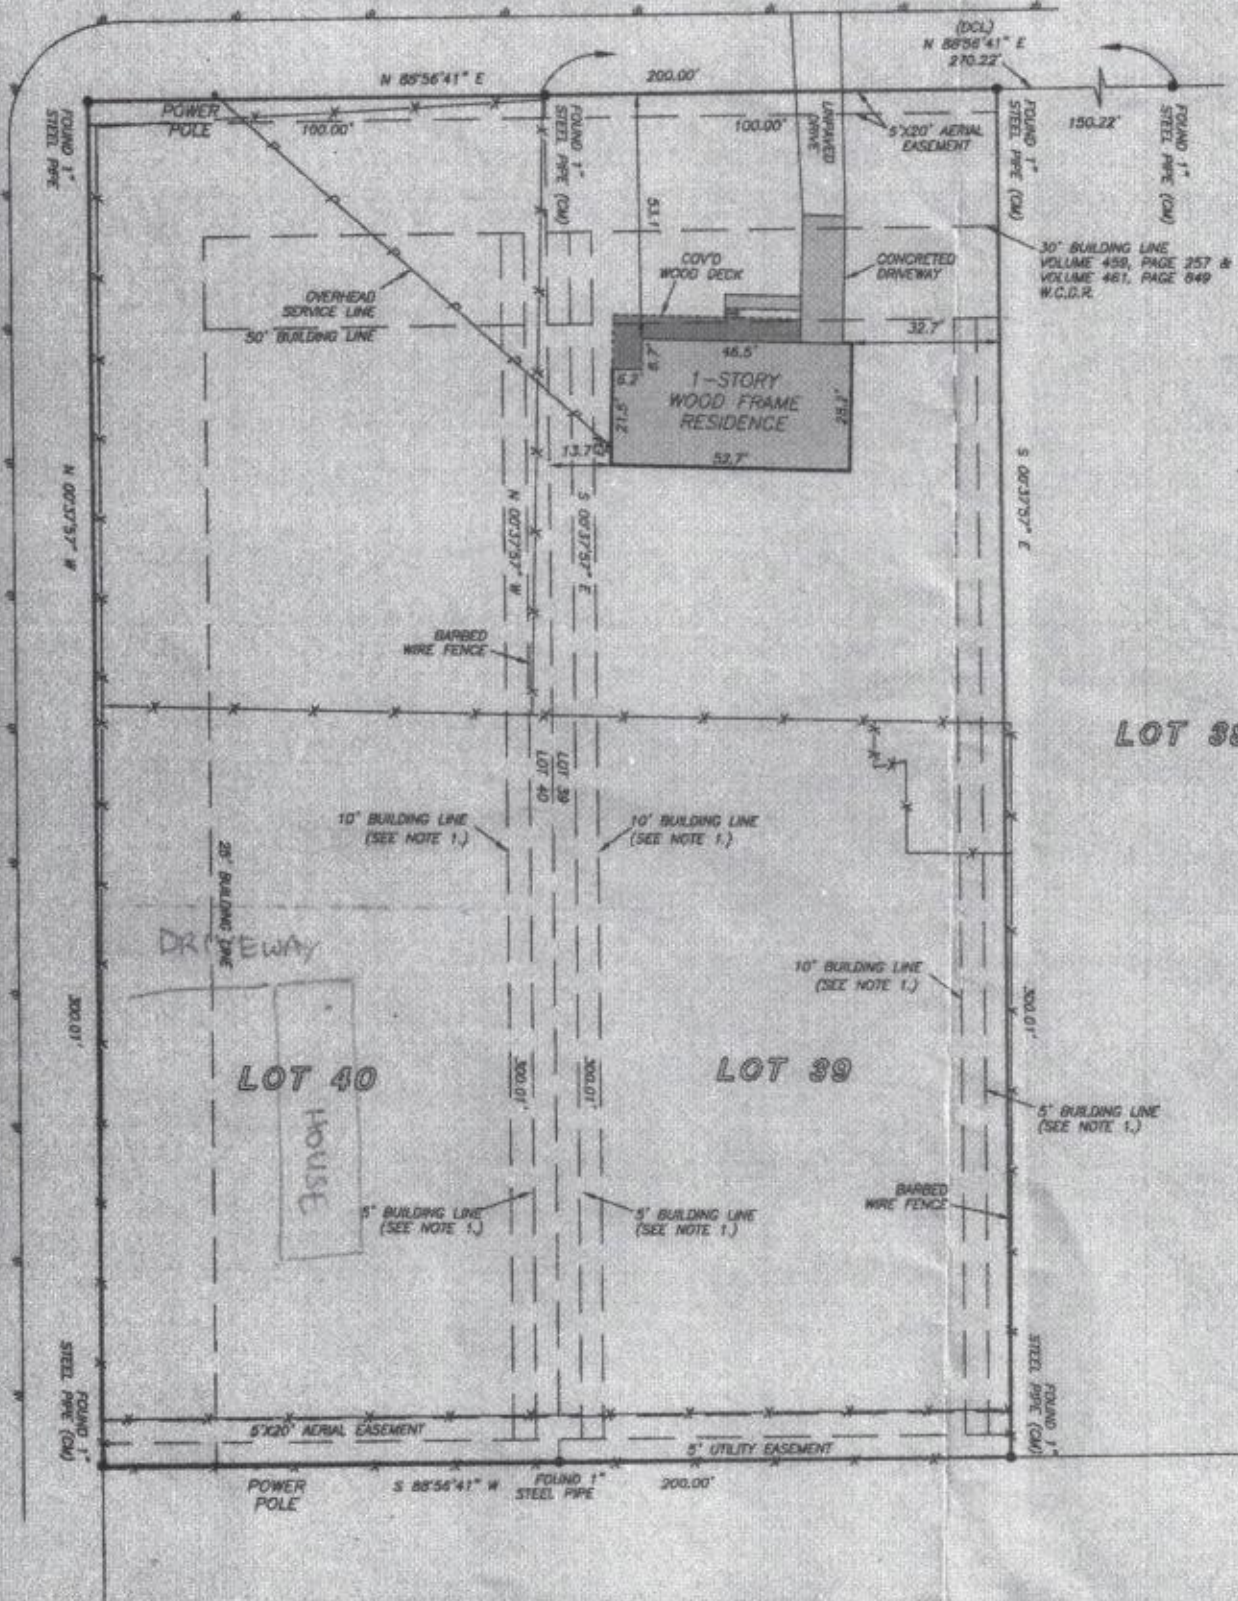 (DCL)
N 88°56'41" E
270.22'
N 88°56'41" E
200.00'
POWER
POLE
100.00'
100.00'
150.22'
FOUND 1"
STEEL PIPE
FOUND 1"
STEEL PIPE (CM)
UNPAVED
DRIVE
5'X20' AERIAL
EASEMENT
FOUND 1"
STEEL PIPE (CM)
FOUND 1"
STEEL PIPE (CM)
53.1
30' BUILDING LINE
VOLUME 459, PAGE 257 &
VOLUME 461, PAGE 849
W.C.D.R.
COV'D
WOOD DECK
CONCRETED
DRIVEWAY
OVERHEAD
SERVICE LINE
50' BUILDING LINE
32.7'
46.5'
6.2'
8.7'
1-STORY
WOOD FRAME
RESIDENCE
21.5'
13.7'
52.7'
N 00°37'57" W
N 00°37'57" W
S 00°37'57" E
S 00°37'57" E
BARBED
WIRE FENCE
LOT 38
LOT 39
LOT 40
10' BUILDING LINE
(SEE NOTE 1.)
10' BUILDING LINE
(SEE NOTE 1.)
25' BUILDING LINE
DRIVEWAY
10' BUILDING LINE
(SEE NOTE 1.)
300.01'
300.01'
LOT 40
LOT 39
300.01'
300.01'
5' BUILDING LINE
(SEE NOTE 1.)
HOUSE
BARBED
WIRE FENCE
5' BUILDING LINE
(SEE NOTE 1.)
5' BUILDING LINE
(SEE NOTE 1.)
FOUND 1"
STEEL PIPE (CM)
FOUND 1"
STEEL PIPE (CM)
5'X20' AERIAL EASEMENT
5' UTILITY EASEMENT
POWER
POLE
S 88°56'41" W
FOUND 1"
STEEL PIPE
200.00'